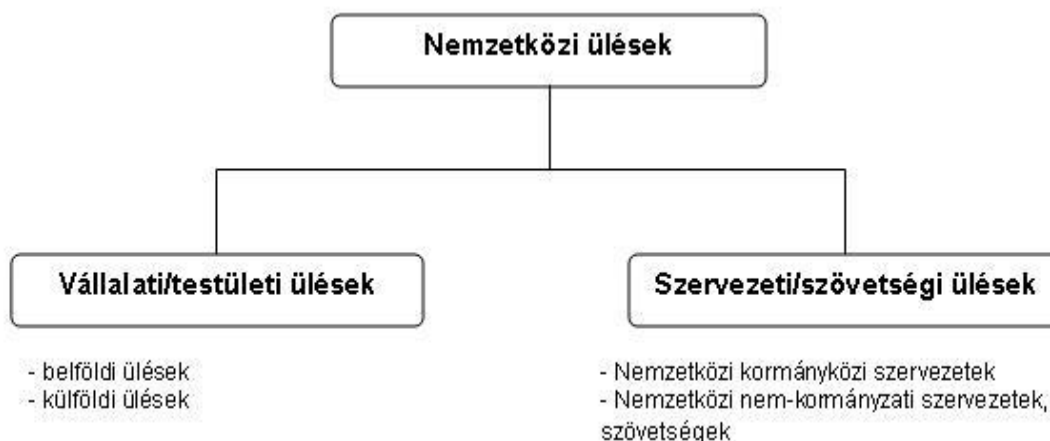 Nemzetközi ülések
Vállalati/testületi ülések
- belföldi ülések
- külföldi ülések
Szervezeti/szövetségi ülések
- Nemzetközi kormányközi szervezetek
- Nemzetközi nem-kormányzati szervezetek,
szövetségek